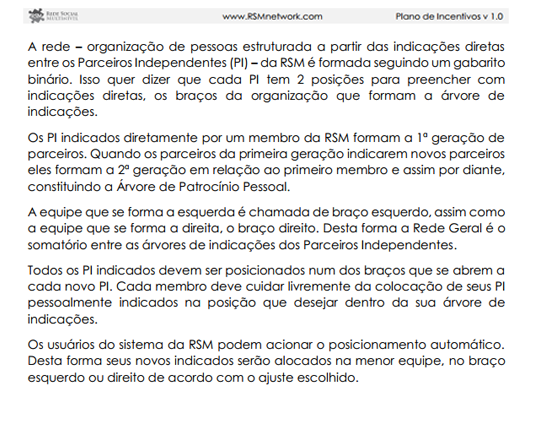 REDE SOCIAL
MULTINÍVEL
www.RSMnetwork.com
Plano de Incentivos v 1.0
A rede – organização de pessoas estruturada a partir das indicações diretas
entre os Parceiros Independentes (PI) – da RSM é formada seguindo um gabarito
binário. Isso quer dizer que cada PI tem 2 posições para preencher com
indicações diretas, os braços da organização que formam a árvore de
indicações.
Os PI indicados diretamente por um membro da RSM formam a 1ª geração de
parceiros. Quando os parceiros da primeira geração indicarem novos parceiros
eles formam a 2ª geração em relação ao primeiro membro e assim por diante,
constituindo a Árvore de Patrocínio Pessoal.
A equipe que se forma a esquerda é chamada de braço esquerdo, assim como
a equipe que se forma a direita, o braço direito. Desta forma a Rede Geral é o
somatório entre as árvores de indicações dos Parceiros Independentes.
Todos os PI indicados devem ser posicionados num dos braços que se abrem a
cada novo PI. Cada membro deve cuidar livremente da colocação de seus PI
pessoalmente indicados na posição que desejar dentro da sua árvore de
indicações.
Os usuários do sistema da RSM podem acionar o posicionamento automático.
Desta forma seus novos indicados serão alocados na menor equipe, no braço
esquerdo ou direito de acordo com o ajuste escolhido.